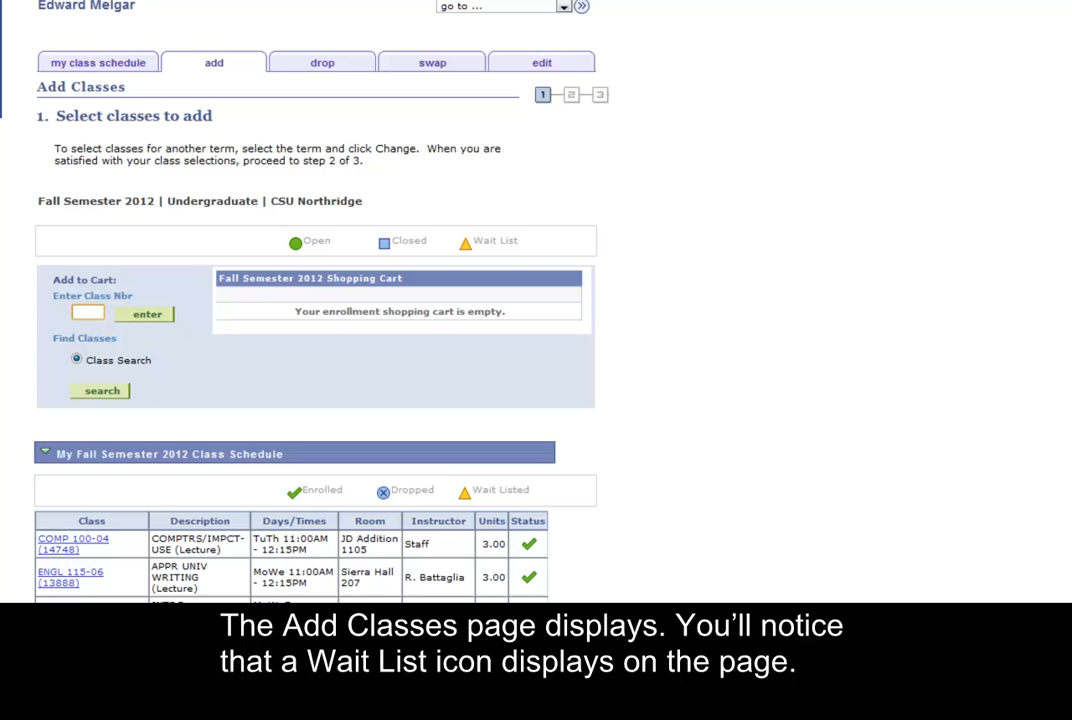 Edward Melgar
go to ...
my class schedule add drop swap edit
Add Classes
1 2 3
1. Select classes to add
To select classes for another term, select the term and click Change. When you are
satisfied with your class selections, proceed to step 2 of 3.
Fall Semester 2012 | Undergraduate | CSU Northridge
Open Closed Wait List
Add to Cart:
Enter Class Nbr
enter
Find Classes
Class Search
search
Fall Semester 2012 Shopping Cart
Your enrollment shopping cart is empty.
My Fall Semester 2012 Class Schedule
Enrolled Dropped Wait Listed
Class Description Days/Times Room Instructor Units Status
COMP 100-04
(14748)
COMPTRS/IMPCT-
USE (Lecture)
TuTh 11:00AM
- 12:15PM
JD Addition
1105
Staff
3.00
ENGL 115-06
(13888)
APPR UNIV
WRITING
(Lecture)
MoWe 11:00AM
- 12:15PM
Sierra Hall
207
R. Battaglia
3.00
The Add Classes page displays. You’ll notice
that a Wait List icon displays on the page.